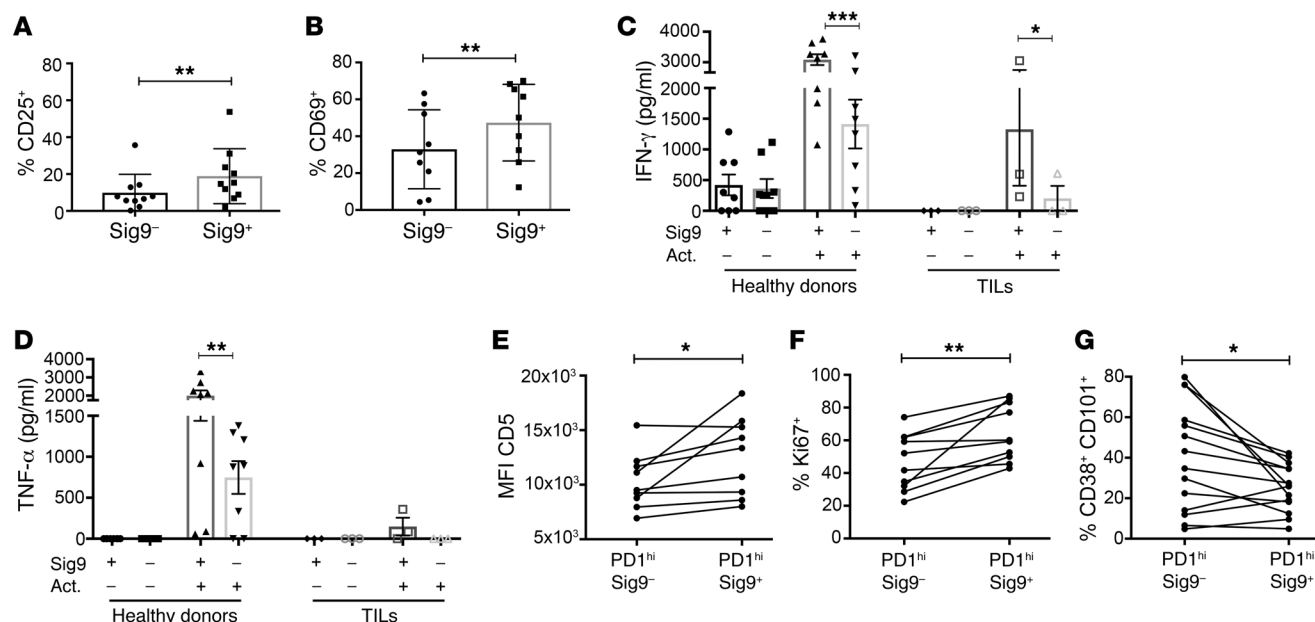 A
% CD25⁺
80
60
40
20
0
**
Sig9⁻ Sig9⁺
B
% CD69⁺
80
60
40
20
0
**
Sig9⁻ Sig9⁺
C
IFN-γ (pg/ml)
4000
3000
2000
1500
1000
500
0
***
*
Sig9 + – + – + – + –
Act. – – + + – – + +
Healthy donors TILs
D
TNF-α (pg/ml)
4000
3000
2000
1500
1000
500
0
**
Sig9 + – + – + – + –
Act. – – + + – – + +
Healthy donors TILs
E
MFI CD5
20x10³
15x10³
10x10³
5x10³
*
PD1ʰⁱ PD1ʰⁱ
Sig9⁻ Sig9⁺
F
% Ki67⁺
100
80
60
40
20
0
**
PD1ʰⁱ PD1ʰⁱ
Sig9⁻ Sig9⁺
G
% CD38⁺ CD101⁺
80
60
40
20
0
*
PD1ʰⁱ PD1ʰⁱ
Sig9⁻ Sig9⁺